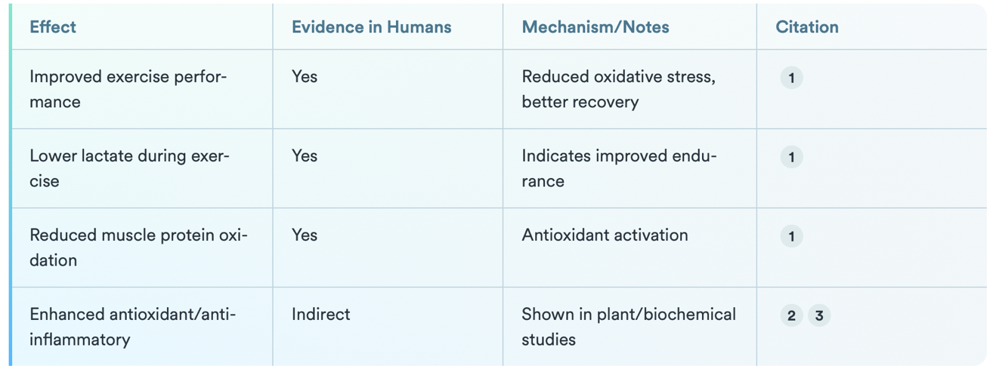 Effect Evidence in Humans Mechanism/Notes Citation
Improved exercise perfor- Yes Reduced oxidative stress, 1
mance better recovery
Lower lactate during exer- Yes Indicates improved endu- 1
cise rance
Reduced muscle protein oxi- Yes Antioxidant activation 1
dation
Enhanced antioxidant/anti- Indirect Shown in plant/biochemical 2 3
inflammatory studies